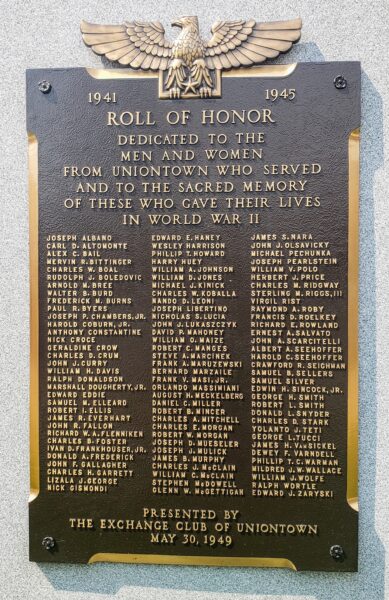 1941 1945
ROLL OF HONOR
DEDICATED TO THE
MEN AND WOMEN
FROM UNIONTOWN WHO SERVED
AND TO THE SACRED MEMORY
OF THESE WHO GAVE THEIR LIVES
IN WORLD WAR II
JOSEPH ALBANO
CARL D. ALTOMONTE
ALEX C. BAIL
MERVIN R. BITTINGER
CHARLES W. BOAL
RUDOLPH J. BOLEDOVIC
ARNOLD M. BREE
WALTER S. BURD
FREDERICK M. BURNS
PAUL R. BYERS
JOSEPH P. CHAMBERS, JR.
HAROLD COBURN, JR.
ANTHONY CONSTANTINE
NICK CROCE
GERALDINE CROW
CHARLES D. CRUM
JOHN J. CURRY
WILLIAM H. DAVIS
RALPH DONALDSON
MARSHALL DOUGHERTY, JR.
EDWARD EDDIE
SAMUEL W. ELLEARD
ROBERT I. ELLIS
JAMES R. EVERHART
JOHN R. FALLON
RICHARD W. A. FLENNIKEN
CHARLES E. FOSTER
IVAN D. FRANKHOUSER, JR.
DONALD A. FREDERICK
JOHN F. GALLAGHER
CHARLES H. GARRETT
LIZALA J. GEORGE
NICK GISMONDI
EDWARD E. HANEY
WESLEY HARRISON
PHILLIP T. HOWARD
HARRY HUEY
WILLIAM A. JOHNSON
WILLIAM D. JONES
MICHAEL J. KINICK
CHARLES W. KOBALLA
NANDO D. LEONI
JOSEPH LIBERTINO
NICHOLAS S. LUCAI
JOHN J. LUKASZCZYK
DAVID P. MAHONEY
WILLIAM O. MAIZE
ROBERT C. MANGES
STEVE A. MARCINEK
FRANK A. MARUZEWSKI
BERNARD MARZAILE
FRANK V. MASI, JR.
ORLANDO MASSIMIANI
AUGUST H. MECKELBERG
DANIEL C. MILLER
ROBERT B. MINCER
CHARLES A. MITCHELL
CHARLES E. MORGAN
ROBERT W. MORGAN
JOSEPH D. MUESELER
JOSEPH J. MULICK
JAMES B. MURPHY
CHARLES J. McCLAIN
WILLIAM C. McCLAIN
STEPHEN McDOWELL
GLENN W. McGETTIGAN
JAMES S. NARA
JOHN J. OLSAVICKY
MICHAEL PECHUNKA
JOSEPH PEARLSTEIN
WILLIAM V. POLO
HERBERT J. PRICE
CHARLES M. RIDGWAY
STERLING M. RIGGS, III
VIRGIL RIST
RAYMOND A. ROBY
FRANCIS D. ROELKEY
RICHARD E. ROWLAND
ERNEST A. SALVATO
JOHN A. SCARCITELLI
ALBERT A. SEEHOFFER
HAROLD C. SEEHOFFER
CRAWFORD R. SEIGHMAN
SAMUEL B. SELLERS
SAMUEL SILVER
EDWIN H. SINCOCK, JR.
GEORGE H. SMITH
ROBERT L. SMITH
DONALD L. SNYDER
CHARLES D. STARK
YOLANTO J. TETI
GEORGE L. TUCCI
JAMES H. VanSICKEL
DEWEY F. VARNDELL
PHILLIP T. C. WARMAN
MILDRED J. W. WALLACE
WILLIAM J. WOLFE
RALPH WORTLE
EDWARD J. ZARYSKI
PRESENTED BY
THE EXCHANGE CLUB OF UNIONTOWN
MAY 30, 1949